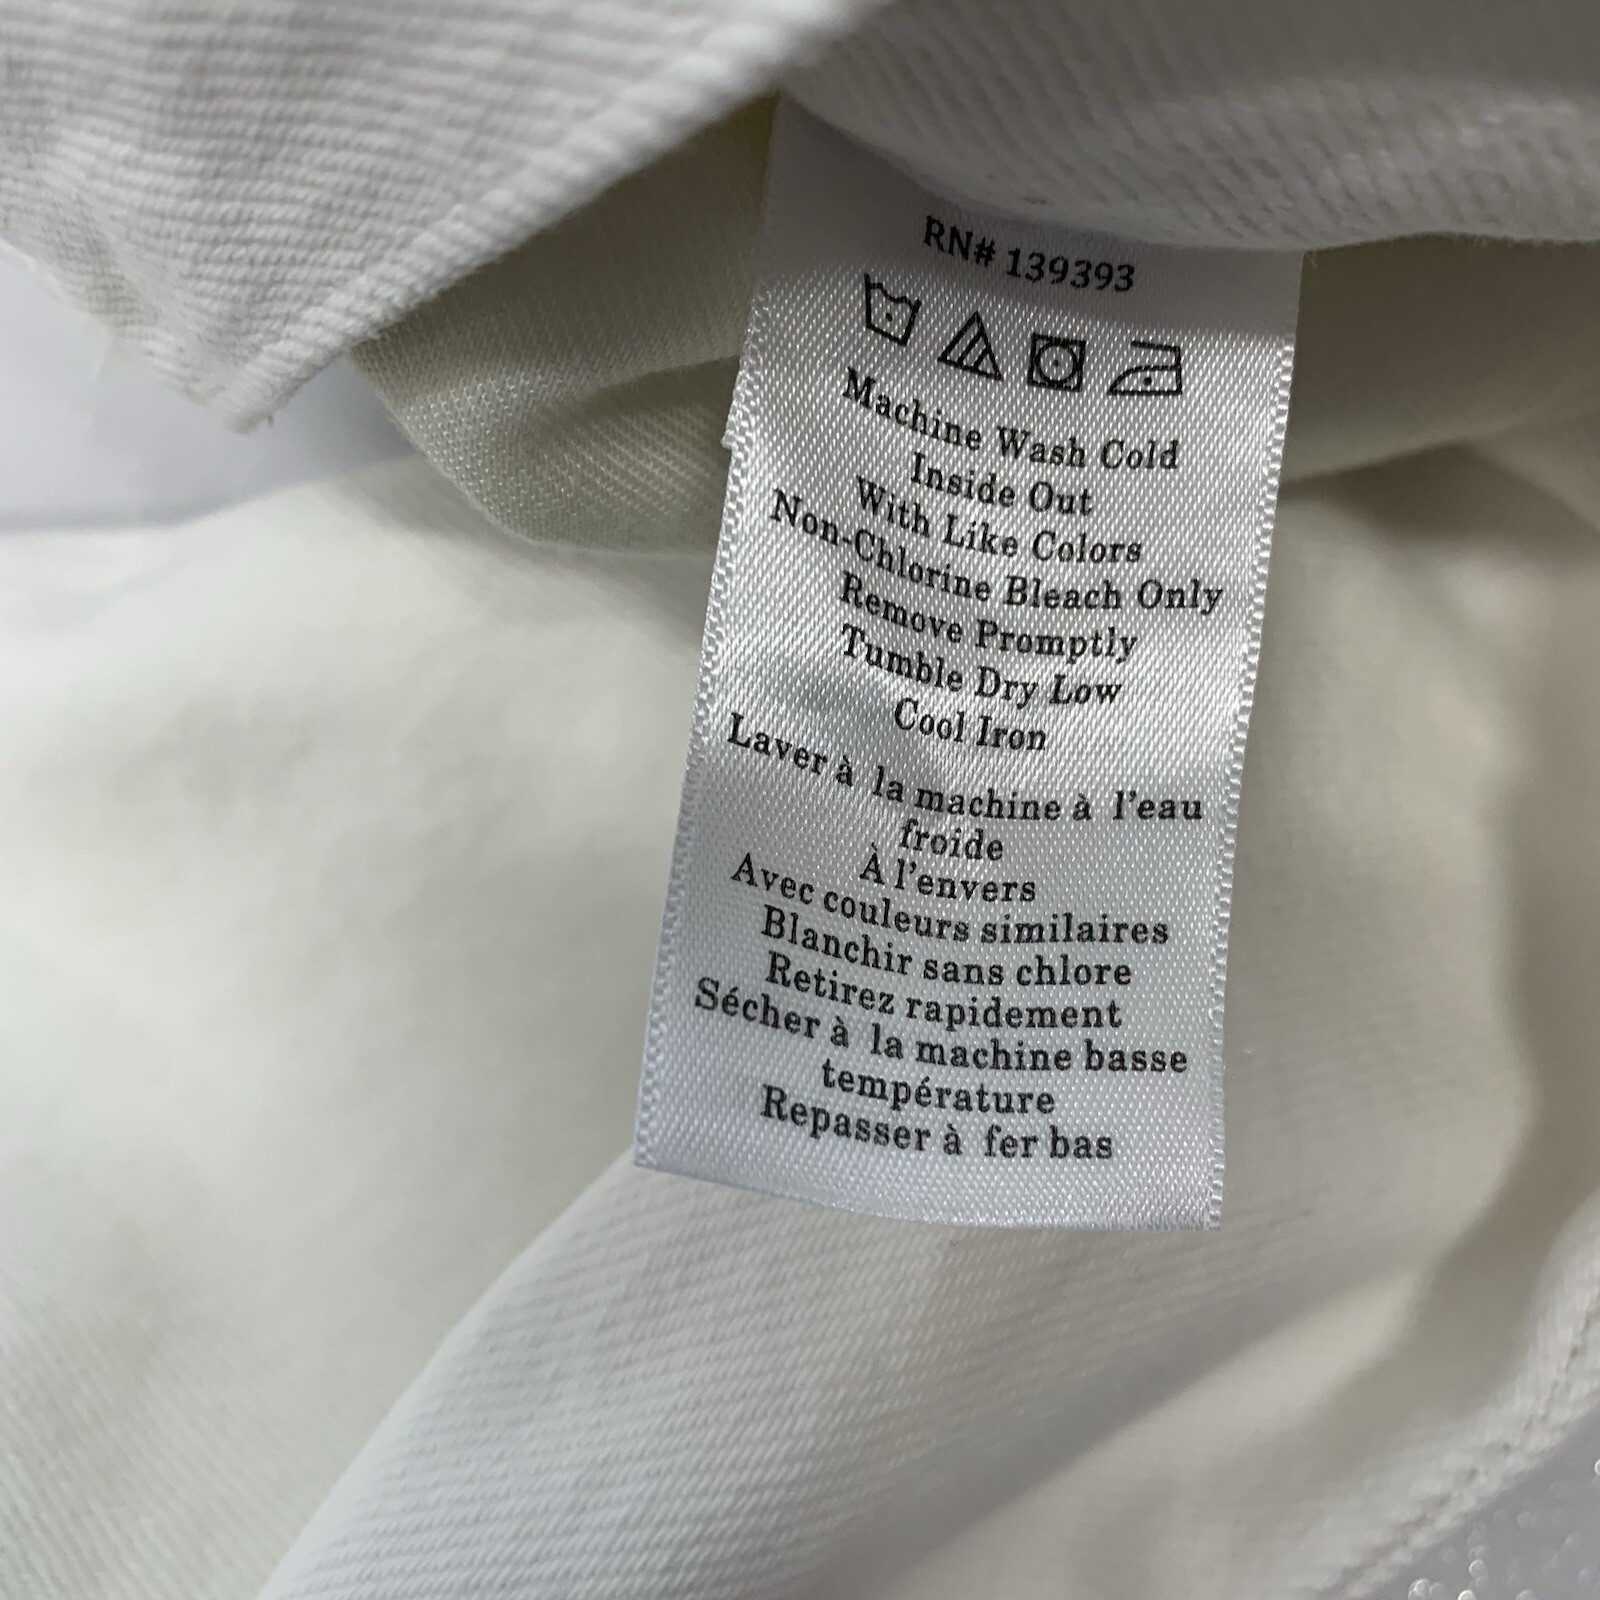 RN# 139393
Machine Wash Cold
Inside Out
With Like Colors
Non-Chlorine Bleach Only
Remove Promptly
Tumble Dry Low
Cool Iron
Laver à la machine à l'eau
froide
À l'envers
Avec couleurs similaires
Blanchir sans chlore
Retirez rapidement
Sécher à la machine basse
température
Repasser à fer bas